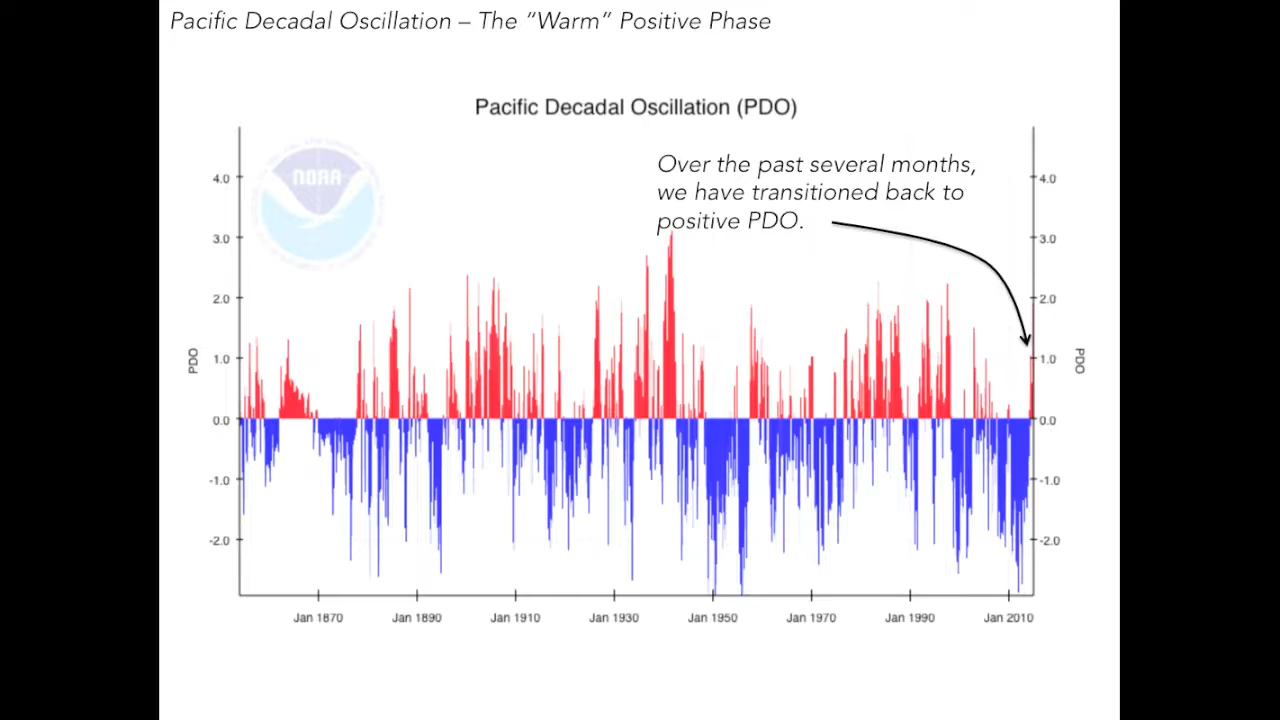 Pacific Decadal Oscillation – The “Warm” Positive Phase
Pacific Decadal Oscillation (PDO)
NOAA
Over the past several months,
we have transitioned back to
positive PDO.
4.0
3.0
2.0
1.0
0.0
-1.0
-2.0
PDO
4.0
3.0
2.0
1.0
0.0
-1.0
-2.0
PDO
Jan 1870 Jan 1890 Jan 1910 Jan 1930 Jan 1950 Jan 1970 Jan 1990 Jan 2010